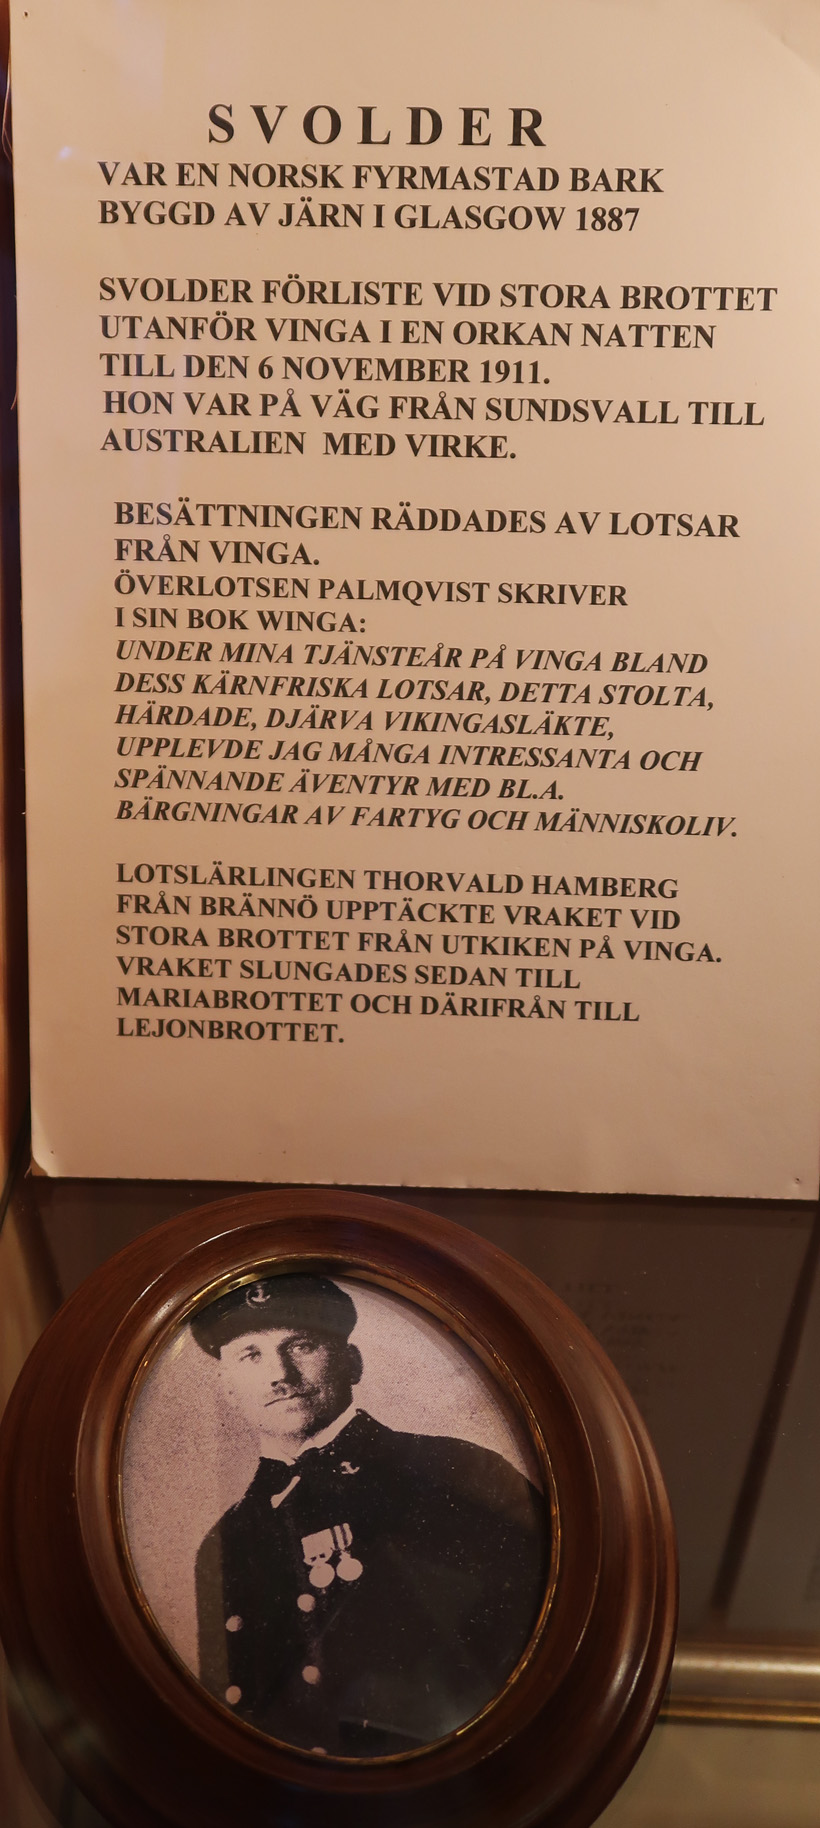 SVOLDER
VAR EN NORSK FYRMASTAD BARK
BYGGD AV JÄRN I GLASGOW 1887
SVOLDER FÖRLISTE VID STORA BROTTET
UTANFÖR VINGA I EN ORKAN NATTEN
TILL DEN 6 NOVEMBER 1911.
HON VAR PÅ VÄG FRÅN SUNDSVALL TILL
AUSTRALIEN MED VIRKE.
BESÄTTNINGEN RÄDDADES AV LOTSAR
FRÅN VINGA.
ÖVERLOTSEN PALMQVIST SKRIVER
I SIN BOK WINGA:
UNDER MINA TJÄNSTEÅR PÅ VINGA BLAND
DESS KÄRNFRISKA LOTSAR, DETTA STOLTA,
HÄRDADE, DJÄRVA VIKINGASLÄKTE,
UPPLEVDE JAG MÅNGA INTRESSANTA OCH
SPÄNNANDE ÄVENTYR MED BL.A.
BÄRGNINGAR AV FARTYG OCH MÄNNISKOLIV.
LOTSLÄRLINGEN THORVALD HAMBERG
FRÅN BRÄNNÖ UPPTÄCKTE VRAKET VID
STORA BROTTET FRÅN UTKIKEN PÅ VINGA.
VRAKET SLUNGADES SEDAN TILL
MARIABROTTET OCH DÄRIFRÅN TILL
LEJONBROTTET.